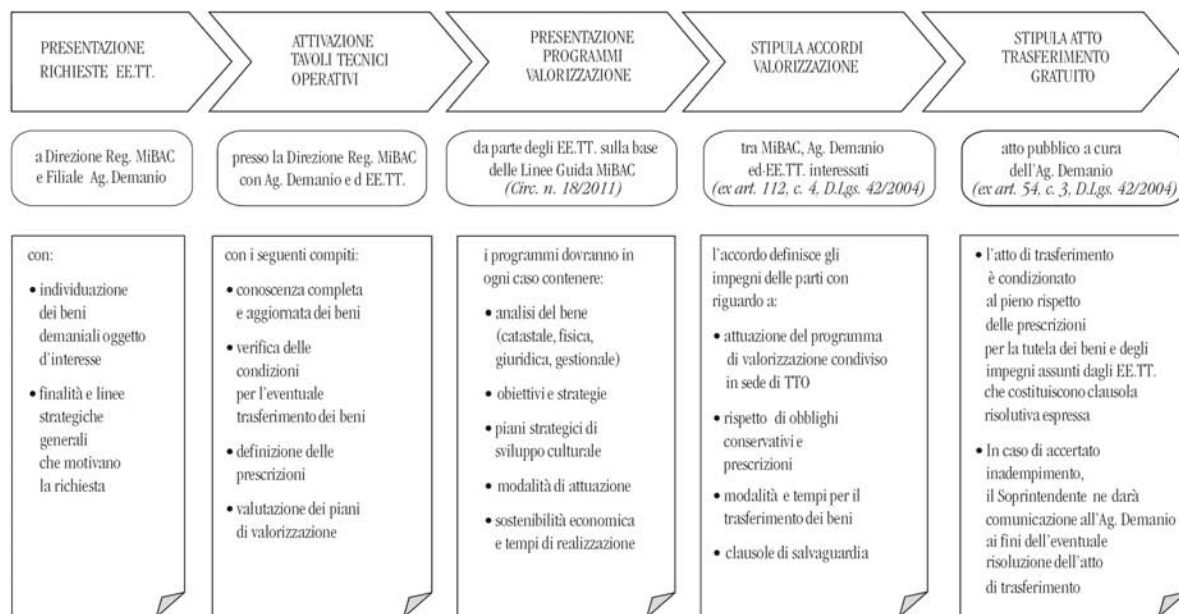 PRESENTAZIONE
RICHIESTE EE.TT.
ATTIVAZIONE
TAVOLI TECNICI
OPERATIVI
PRESENTAZIONE
PROGRAMMI
VALORIZZAZIONE
STIPULA ACCORDI
VALORIZZAZIONE
STIPULA ATTO
TRASFERIMENTO
GRATUITO
a Direzione Reg. MiBAC
e Filiale Ag. Demanio
presso la Direzione Reg. MiBAC
con Ag. Demanio e d EE.TT.
da parte degli EE.TT. sulla base
delle Linee Guida MiBAC
(Circ. n. 18/2011)
tra MiBAC, Ag. Demanio
ed-EE.TT. interessati
(ex art. 112, c. 4, D.Lgs. 42/2004)
atto pubblico a cura
dell'Ag. Demanio
(ex art. 54, c. 3, D.Lgs. 42/2004)
con:
• individuazione
dei beni
demaniali oggetto
d'interesse
• finalità e linee
strategiche
generali
che motivano
la richiesta
con i seguenti compiti:
• conoscenza completa
e aggiornata dei beni
• verifica delle
condizioni
per l'eventuale
trasferimento dei beni
• definizione delle
prescrizioni
• valutazione dei piani
di valorizzazione
i programmi dovranno in
ogni caso contenere:
• analisi del bene
(catastale, fisica,
giuridica, gestionale)
• obiettivi e strategie
• piani strategici di
sviluppo culturale
• modalità di attuazione
• sostenibilità economica
e tempi di realizzazione
l'accordo definisce gli
impegni delle parti con
riguardo a:
• attuazione del programma
di valorizzazione condiviso
in sede di TTO
• rispetto di obblighi
conservativi e
prescrizioni
• modalità e tempi per il
trasferimento dei beni
• clausole di salvaguardia
• l'atto di trasferimento
è condizionato
al pieno rispetto
delle prescrizioni
per la tutela dei beni e degli
impegni assunti dagli EE.TT.
che costituiscono clausola
risolutiva espressa
• In caso di accertato
inadempimento,
il Soprintendente ne darà
comunicazione all'Ag. Demanio
ai fini dell'eventuale
risoluzione dell'atto
di trasferimento